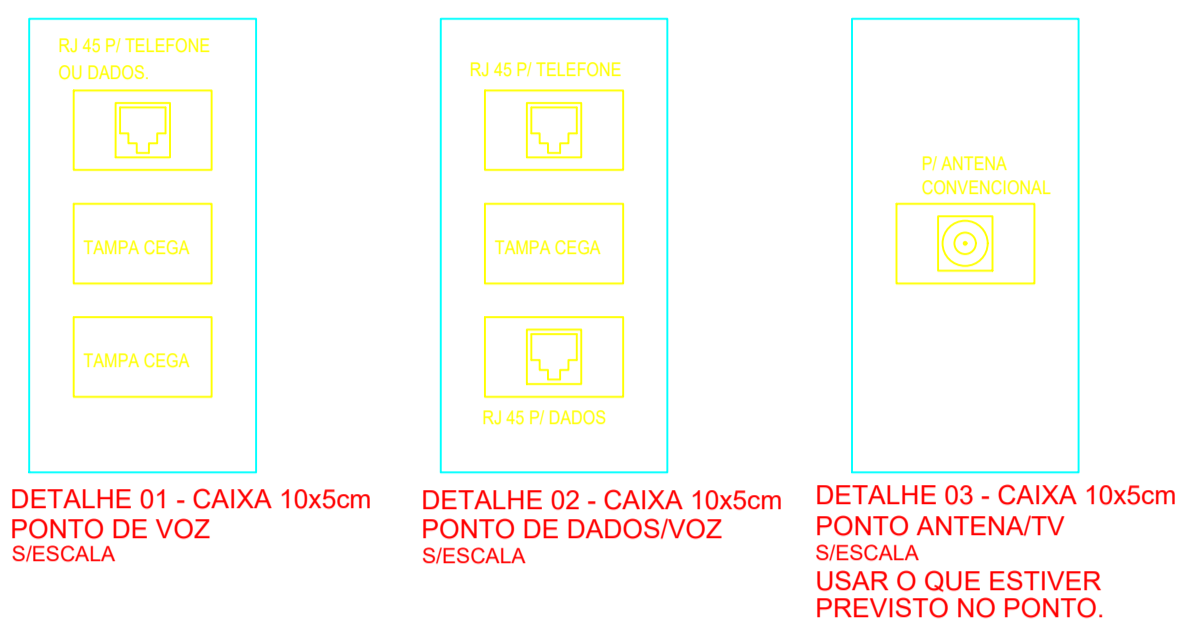 RJ 45 P/ TELEFONE
OU DADOS.
TAMPA CEGA
TAMPA CEGA
DETALHE 01 - CAIXA 10x5cm
PONTO DE VOZ
S/ESCALA
RJ 45 P/ TELEFONE
TAMPA CEGA
RJ 45 P/ DADOS
DETALHE 02 - CAIXA 10x5cm
PONTO DE DADOS/VOZ
S/ESCALA
P/ ANTENA
CONVENCIONAL
DETALHE 03 - CAIXA 10x5cm
PONTO ANTENA/TV
S/ESCALA
USAR O QUE ESTIVER
PREVISTO NO PONTO.